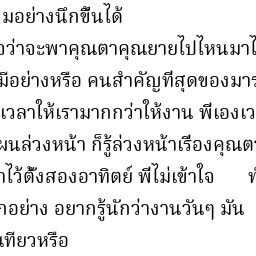 มอย่างนึกขึ้นได้
ว่าจะพาคุณตาคุณยายไปไหนมาไ
มีอย่างหรือ คนสำคัญที่สุดของมาร
เวลาให้เรามากกว่าให้งาน พี่เองเว
ผนล่วงหน้า ก็รู้ล่วงหน้าเรื่องคุณต
าไว้ตั้งสองอาทิตย์ พี่ไม่เข้าใจ
กอย่าง อยากรู้นักว่างานวันๆ มัน
เทียวหรือ